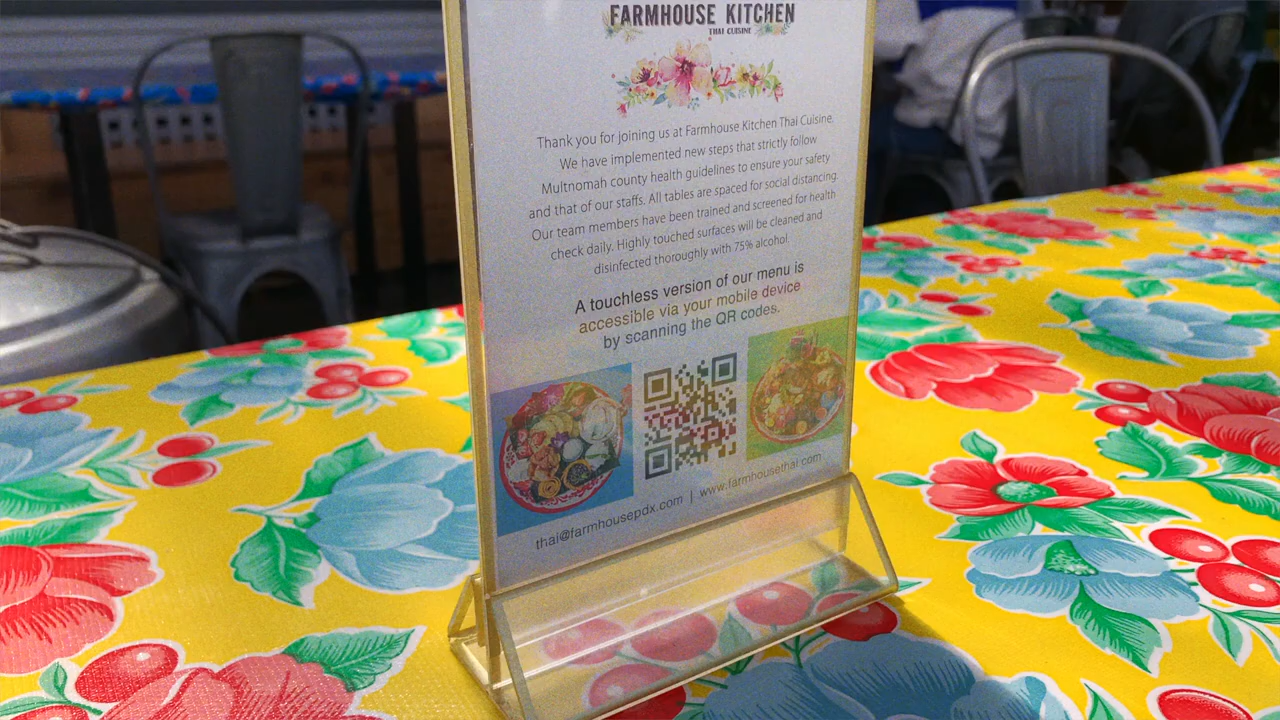 FARMHOUSE KITCHEN
THAI CUISINE
Thank you for joining us at Farmhouse Kitchen Thai Cuisine.
We have implemented new steps that strictly follow
Multnomah county health guidelines to ensure your safety
and that of our staffs. All tables are spaced for social distancing.
Our team members have been trained and screened for health
check daily. Highly touched surfaces will be cleaned and
disinfected thoroughly with 75% alcohol.
A touchless version of our menu is
accessible via your mobile device
by scanning the QR codes.
thai@farmhousepdx.com | www.farmhousethai.com